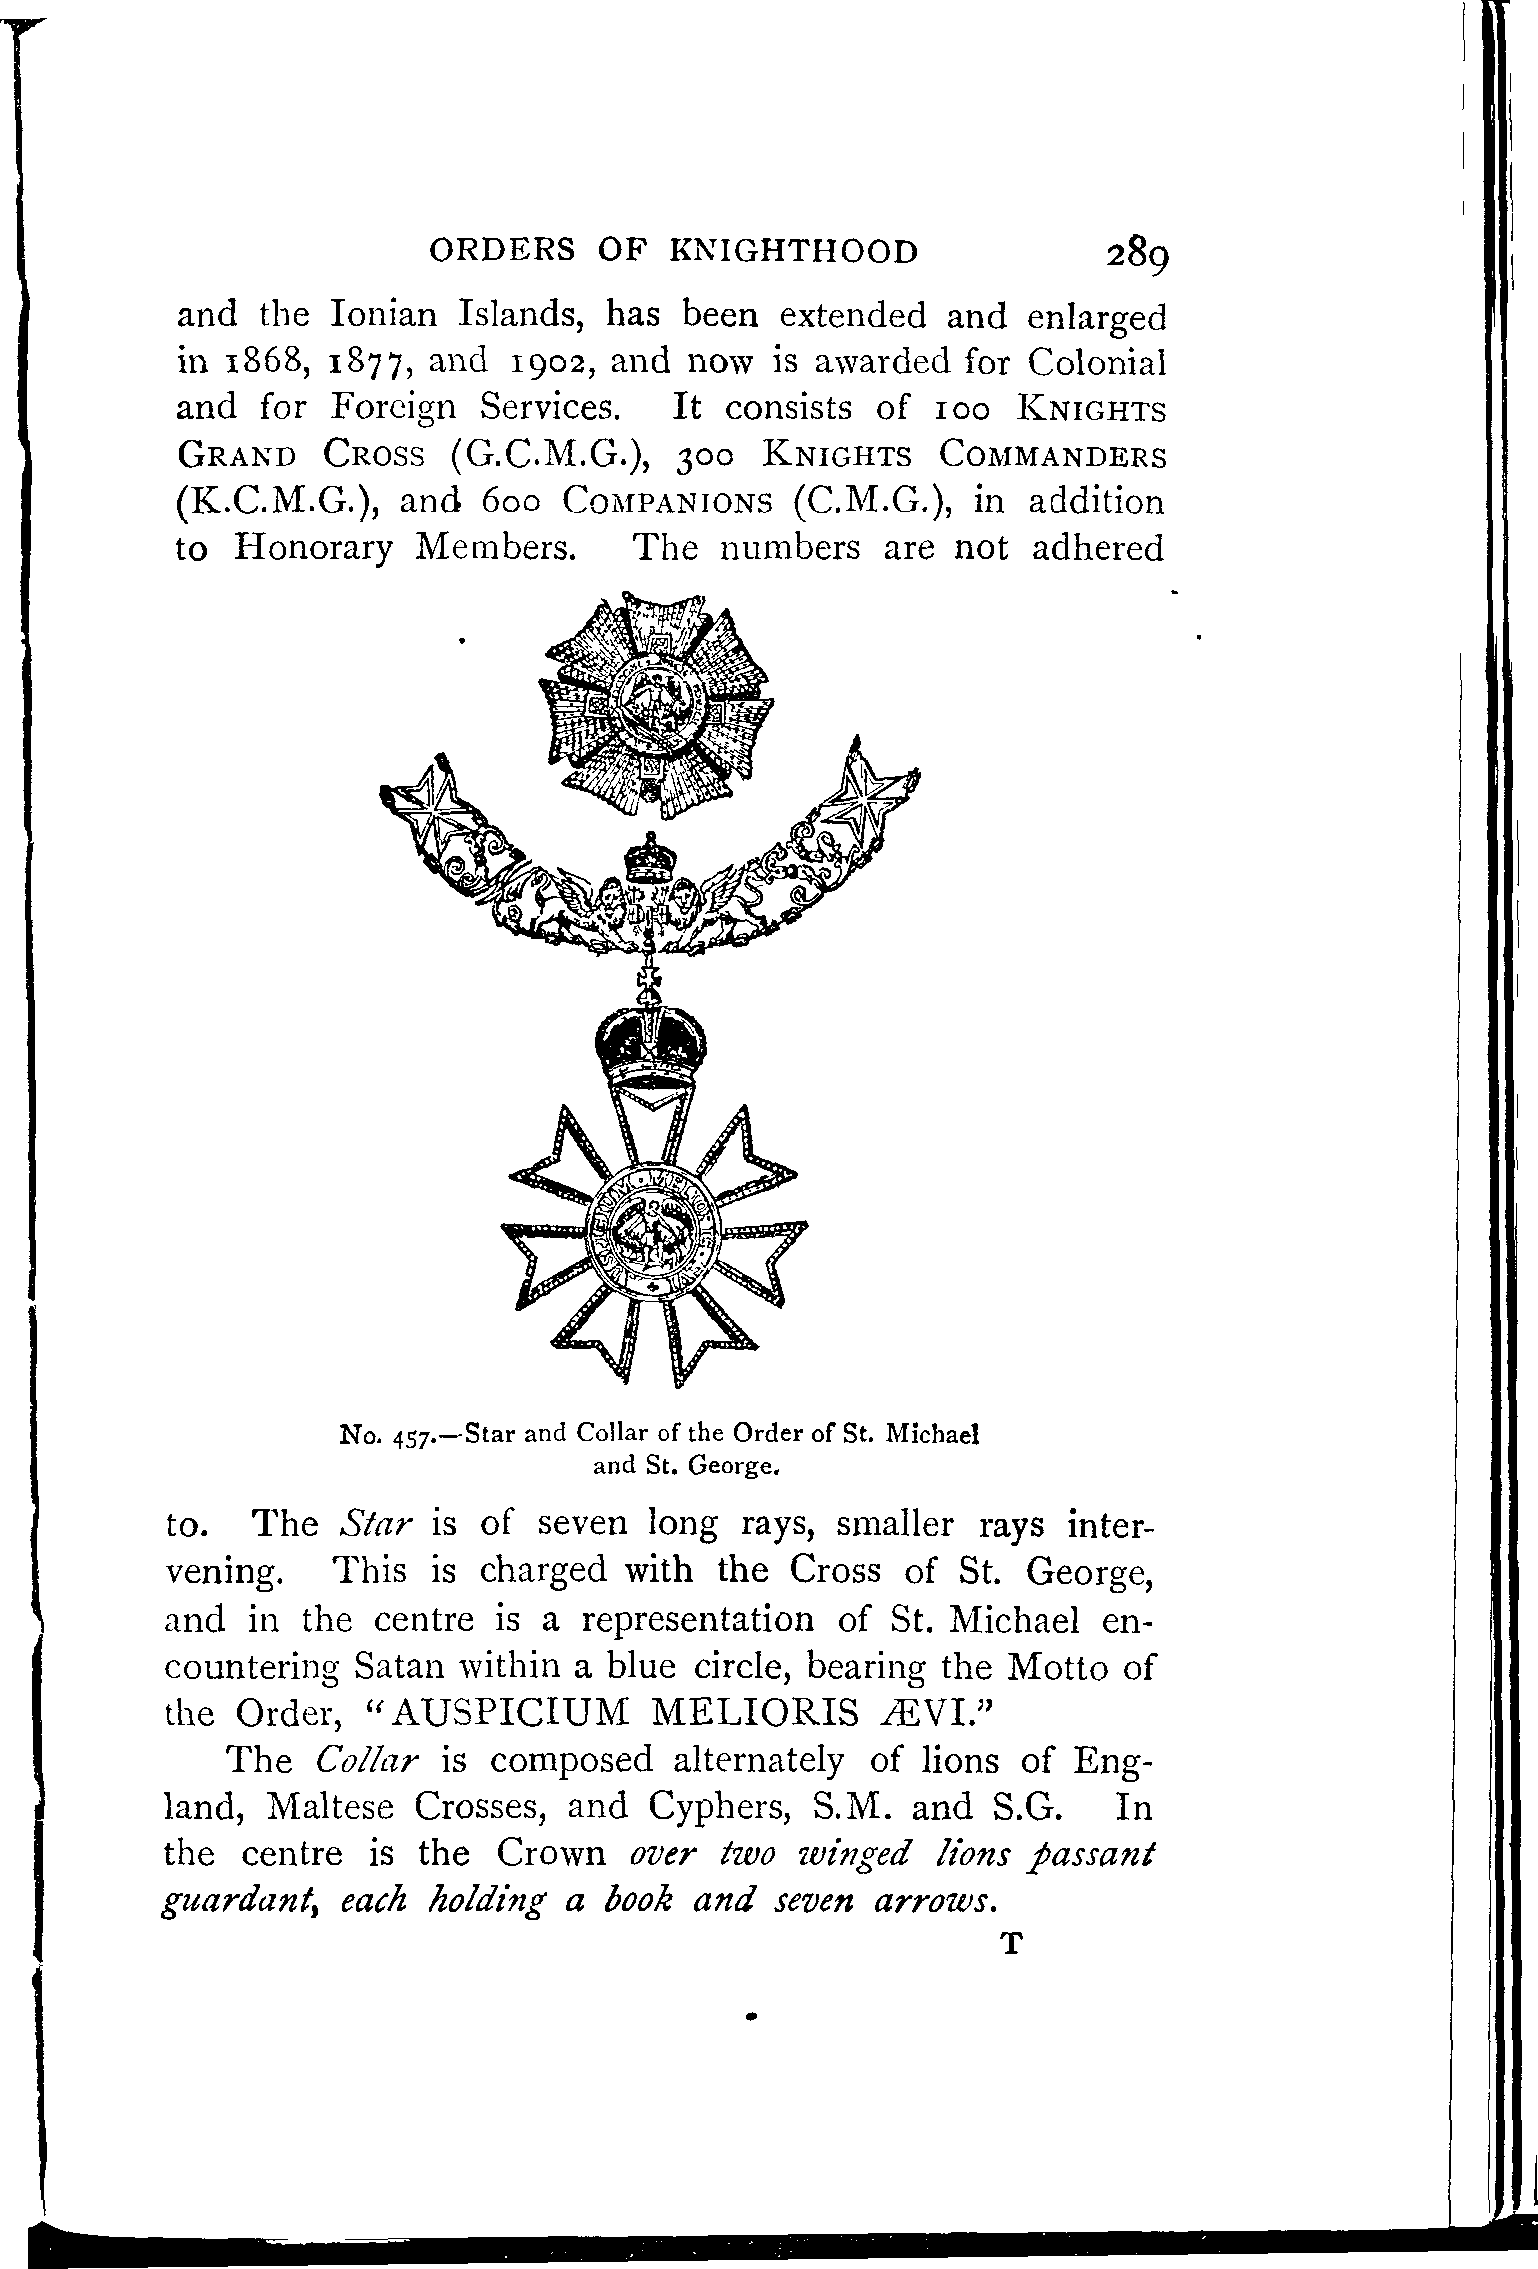 ORDERS OF KNIGHTHOOD 289
and the Ionian Islands, has been extended and enlarged
in 1868, 1877, and 1902, and now is awarded for Colonial
and for Foreign Services. It consists of 100 KNIGHTS
GRAND CROSS (G.C.M.G.), 300 KNIGHTS COMMANDERS
(K.C.M.G.), and 600 COMPANIONS (C.M.G.), in addition
to Honorary Members. The numbers are not adhered
No. 457.—Star and Collar of the Order of St. Michael
and St. George.
to. The Star is of seven long rays, smaller rays inter-
vening. This is charged with the Cross of St. George,
and in the centre is a representation of St. Michael en-
countering Satan within a blue circle, bearing the Motto of
the Order, "AUSPICIUM MELIORIS ÆVI."
The Collar is composed alternately of lions of Eng-
land, Maltese Crosses, and Cyphers, S.M. and S.G. In
the centre is the Crown over two winged lions passant
guardant, each holding a book and seven arrows.
T